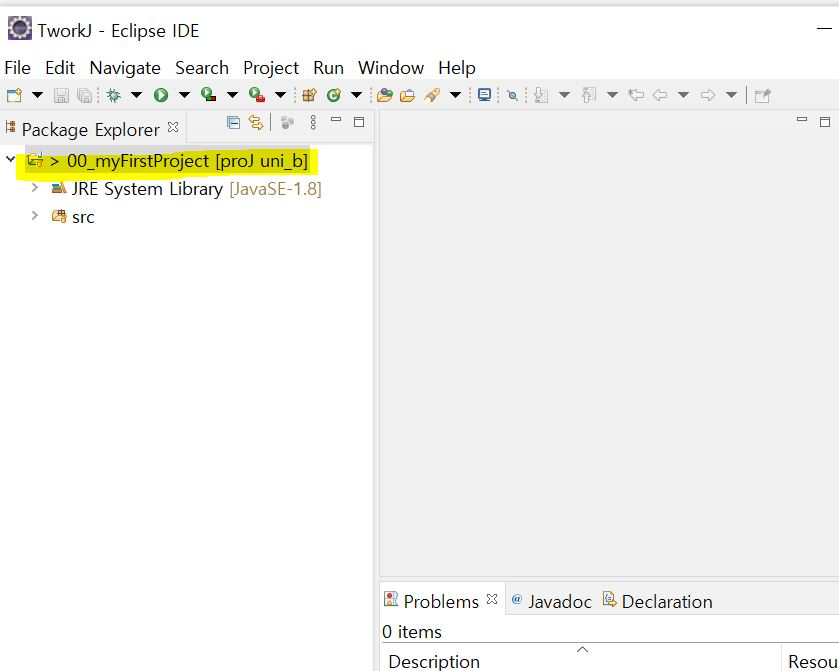 TworkJ - Eclipse IDE
File Edit Navigate Search Project Run Window Help
Package Explorer
> 00_myFirstProject [proJ uni_b]
JRE System Library [JavaSE-1.8]
src
Problems @ Javadoc Declaration
0 items
Description Resou